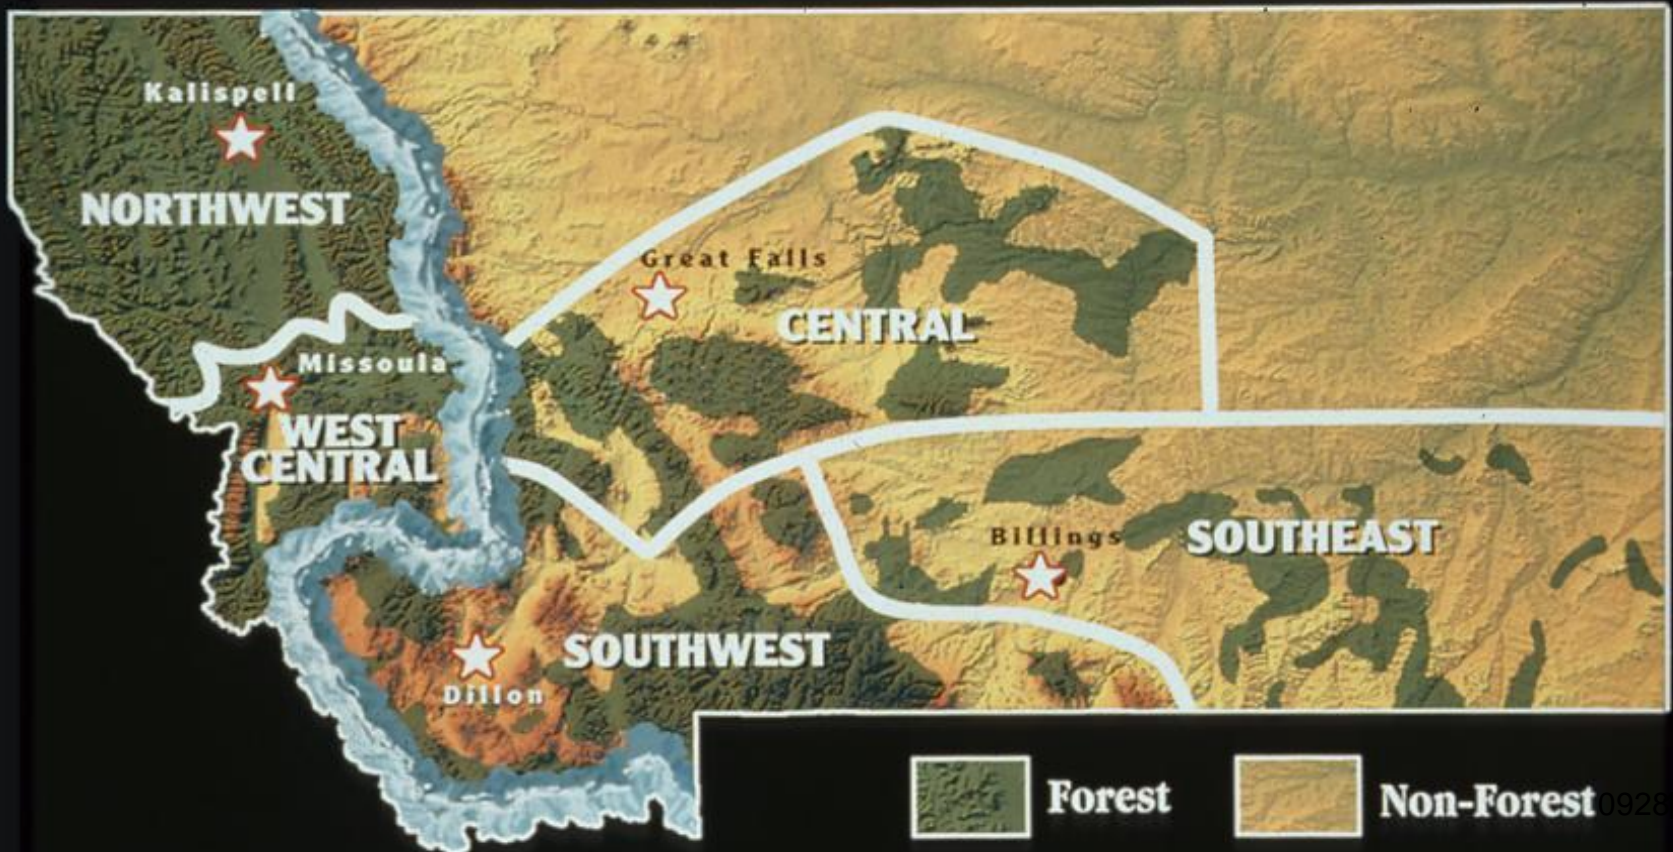 Kalispell
NORTHWEST
Great Falls
CENTRAL
Missoula
WEST
CENTRAL
Billings
SOUTHEAST
SOUTHWEST
Dillon
Forest
Non-Forest
0928